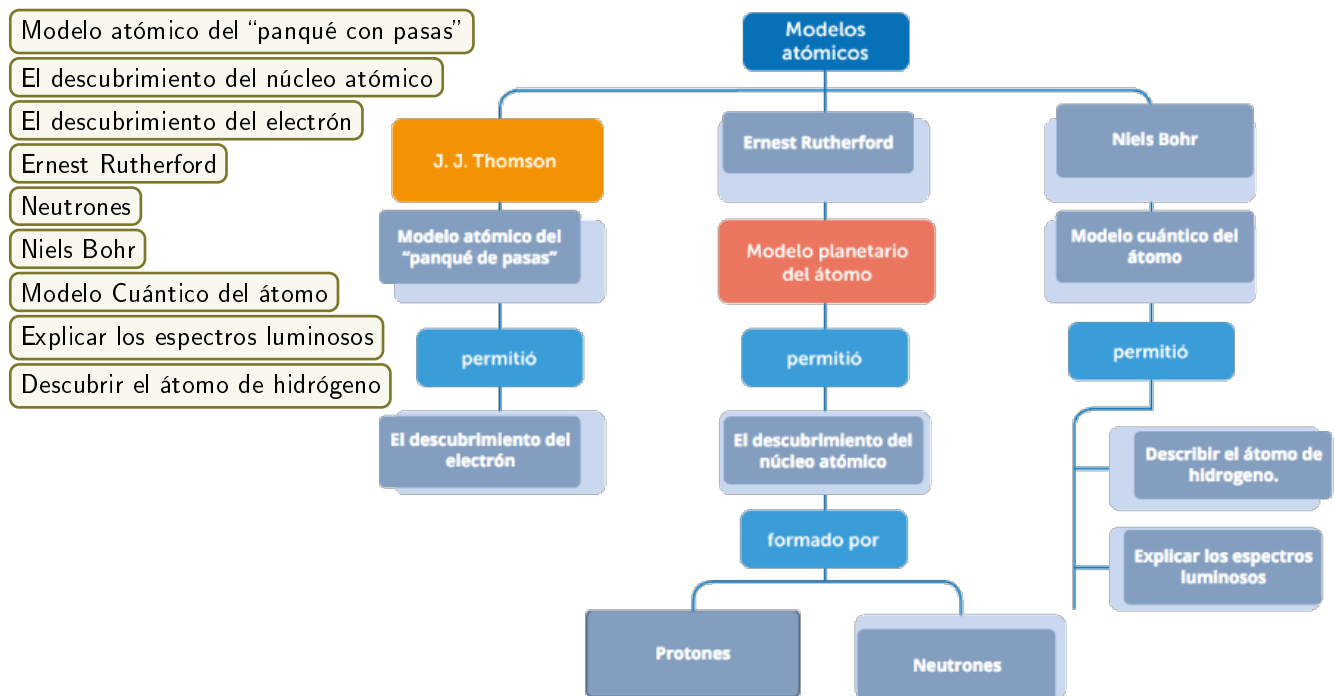 Modelo atómico del “panqué con pasas”
El descubrimiento del núcleo atómico
El descubrimiento del electrón
Ernest Rutherford
Neutrones
Niels Bohr
Modelo Cuántico del átomo
Explicar los espectros luminosos
Descubrir el átomo de hidrógeno
Modelos
atómicos
J. J. Thomson
Ernest Rutherford
Niels Bohr
Modelo atómico del
“panqué de pasas”
Modelo planetario
del átomo
Modelo cuántico del
átomo
permitió
permitió
permitió
El descubrimiento del
electrón
El descubrimiento del
núcleo atómico
Describir el átomo de
hidrogeno.
formado por
Explicar los espectros
luminosos
Protones
Neutrones